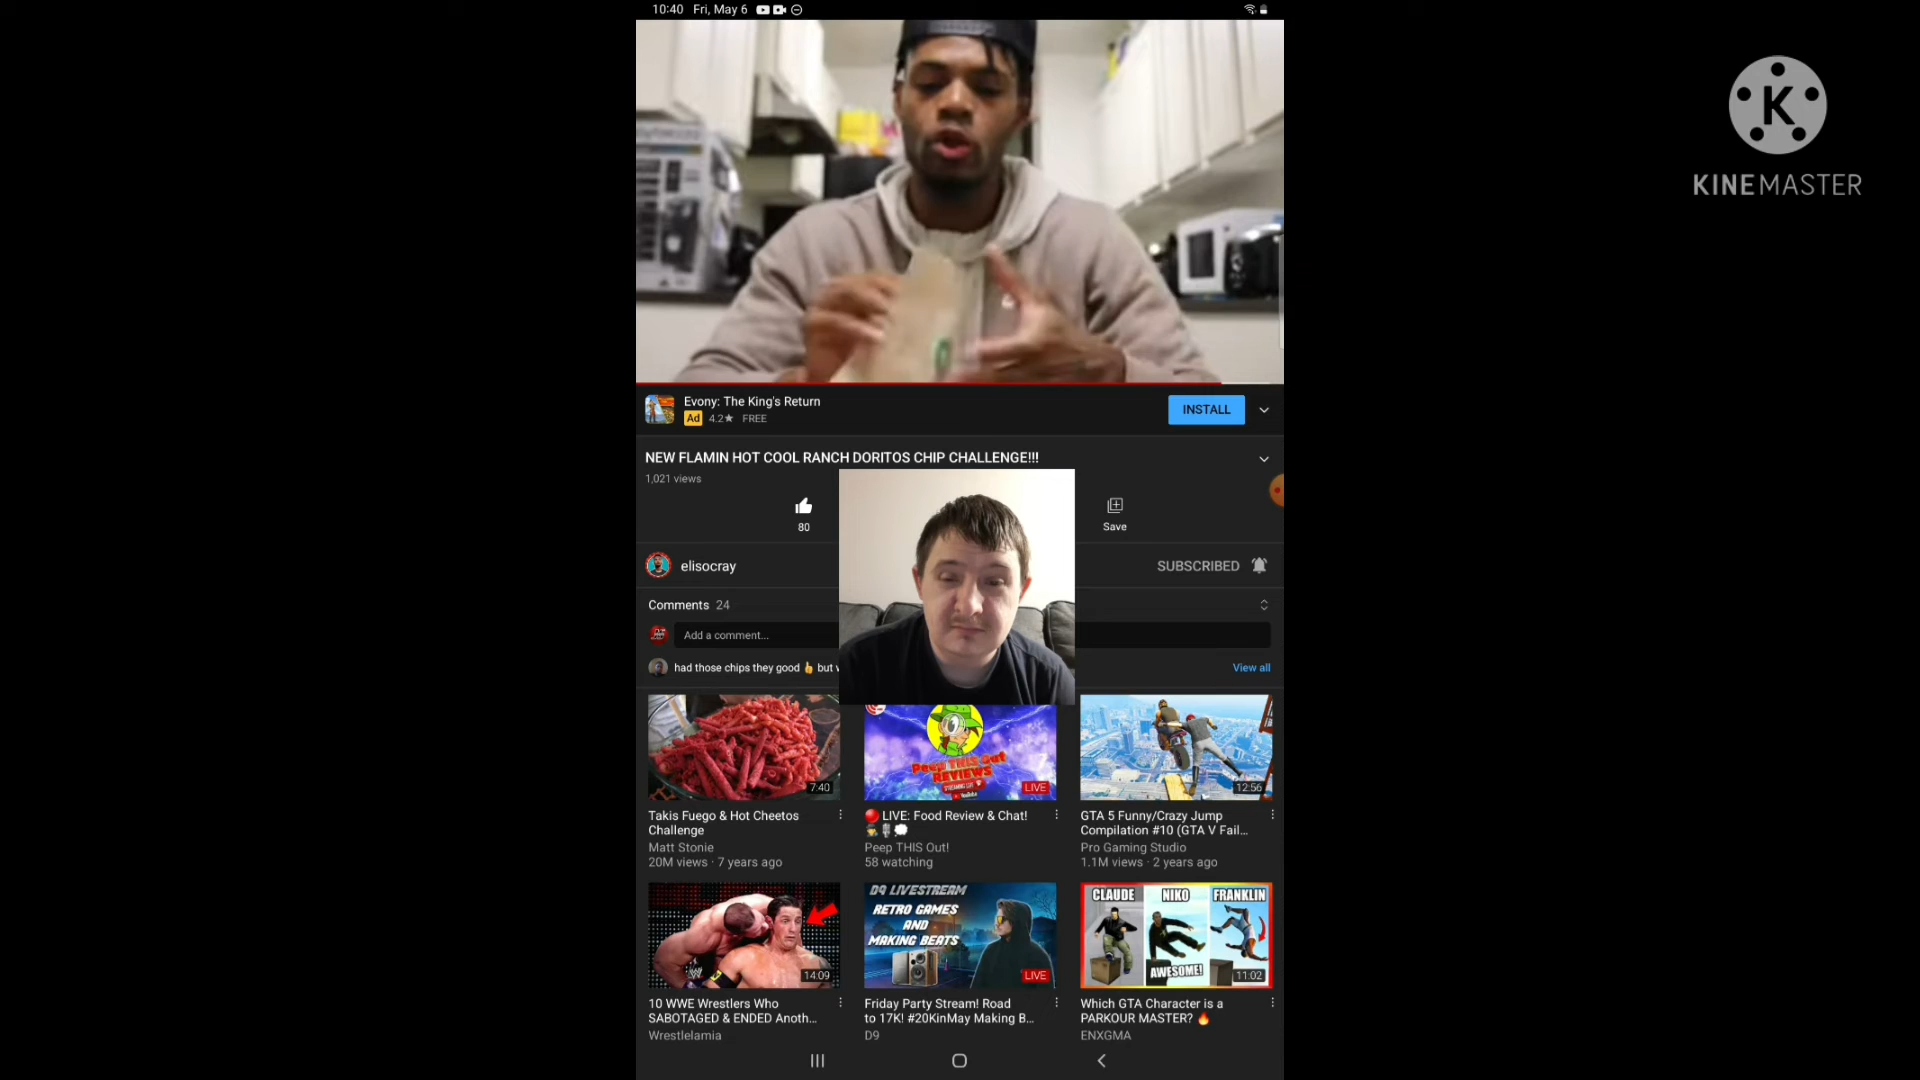 10:40 Fri, May 6
KINEMASTER
Evony: The King's Return
Ad 4.2★ FREE
INSTALL
NEW FLAMIN HOT COOL RANCH DORITOS CHIP CHALLENGE!!!
1,021 views
80
Save
elisocray
SUBSCRIBED
Comments 24
Add a comment...
had those chips they good 👍 but
View all
7:40
Peep THIS Out
REVIEWS
LIVE
12:56
Takis Fuego & Hot Cheetos
Challenge
Matt Stonie
20M views · 7 years ago
🔴LIVE: Food Review & Chat!
Peep THIS Out!
58 watching
GTA 5 Funny/Crazy Jump
Compilation #10 (GTA V Fail...
Pro Gaming Studio
1.1M views · 2 years ago
14:09
D9 LIVESTREAM
RETRO GAMES
AND
MAKING BEATS
LIVE
CLAUDE NIKO FRANKLIN
AWESOME!
11:02
10 WWE Wrestlers Who
SABOTAGED & ENDED Anoth...
Wrestlelamia
Friday Party Stream! Road
to 17K! #20KinMay Making B...
D9
Which GTA Character is a
PARKOUR MASTER? 🔥
ENXGMA